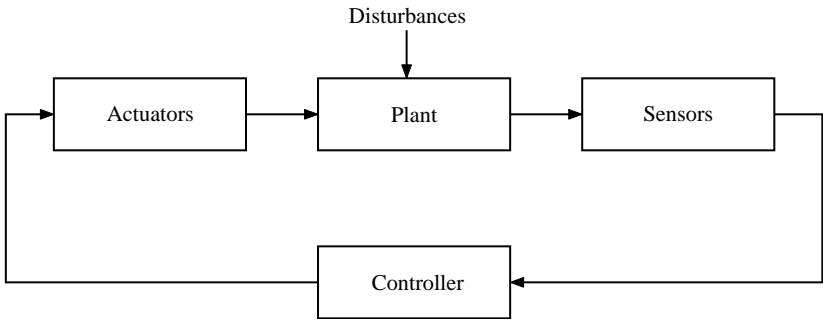 Disturbances
Actuators
Plant
Sensors
Controller